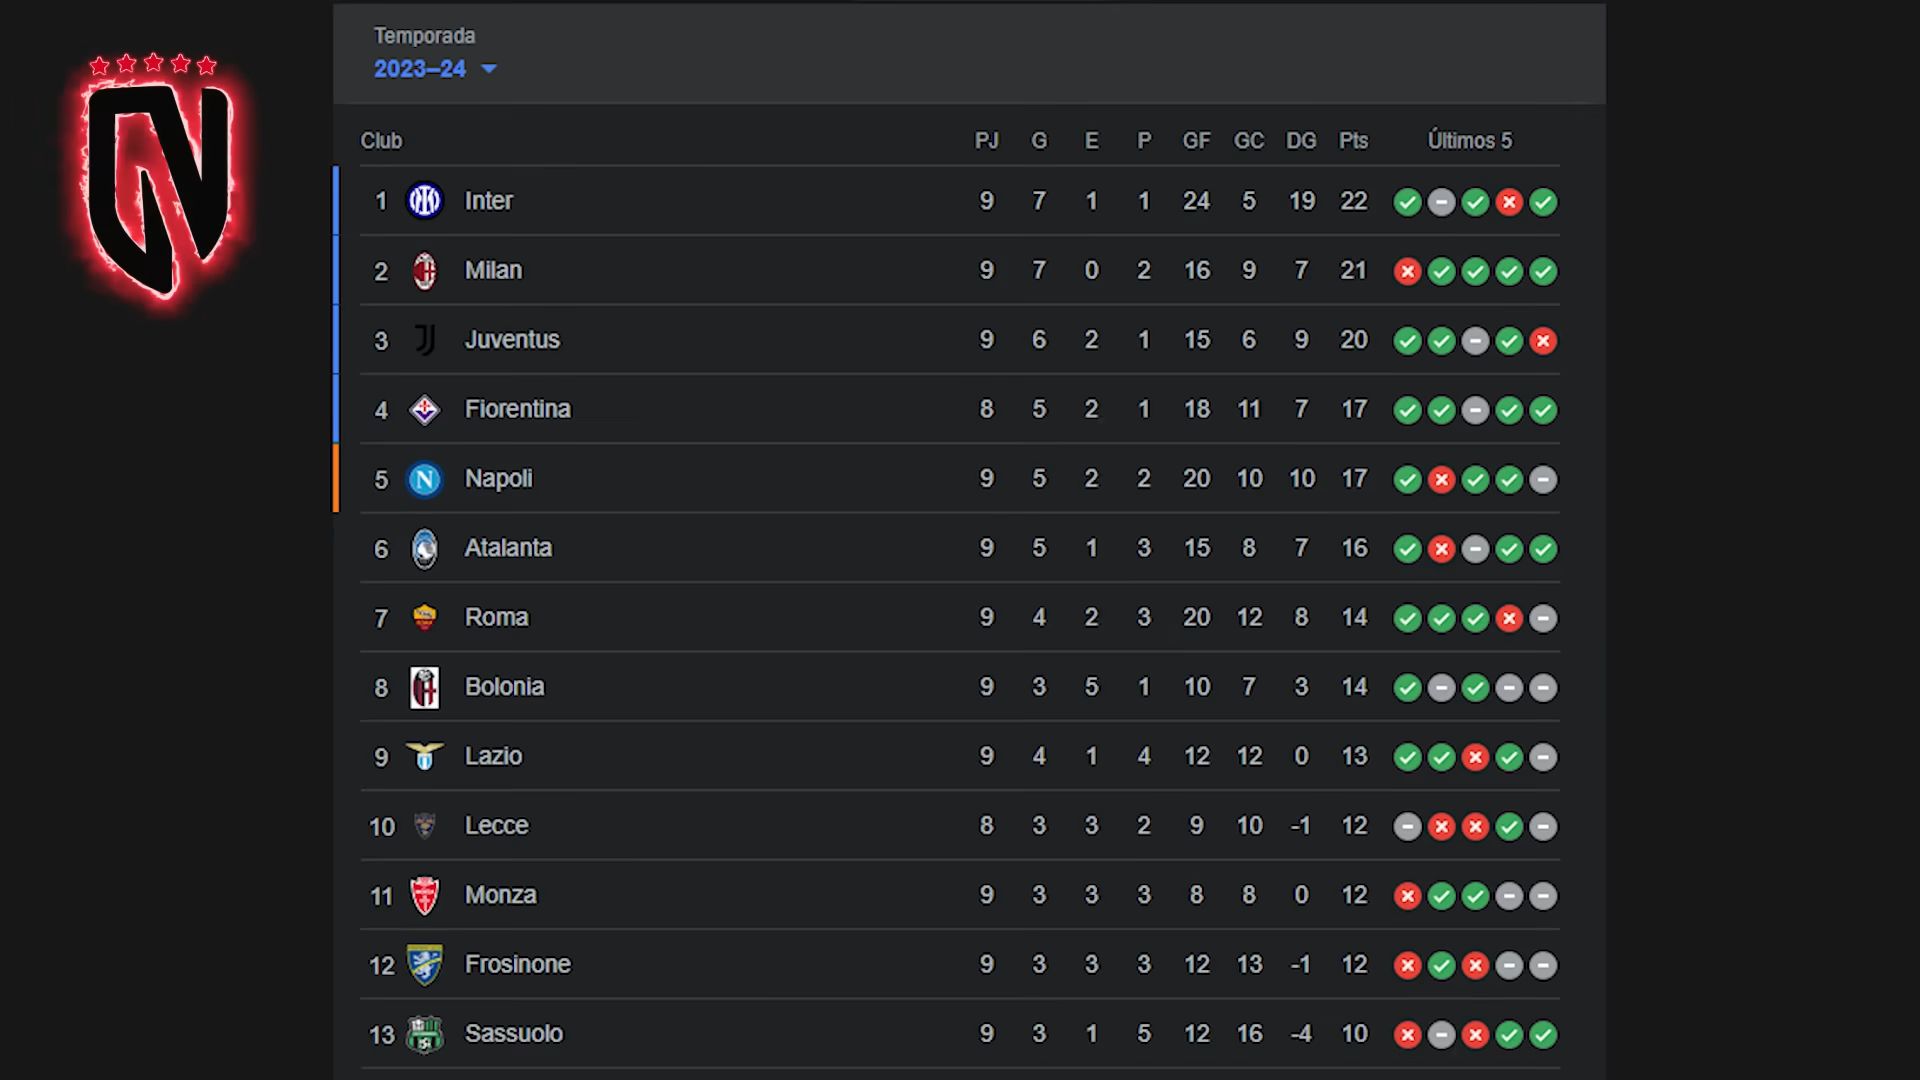 Temporada
2023–24
Club PJ G E P GF GC DG Pts Últimos 5
1 Inter 9 7 1 1 24 5 19 22
2 Milan 9 7 0 2 16 9 7 21
3 Juventus 9 6 2 1 15 6 9 20
4 Fiorentina 8 5 2 1 18 11 7 17
5 Napoli 9 5 2 2 20 10 10 17
6 Atalanta 9 5 1 3 15 8 7 16
7 Roma 9 4 2 3 20 12 8 14
8 Bolonia 9 3 5 1 10 7 3 14
9 Lazio 9 4 1 4 12 12 0 13
10 Lecce 8 3 3 2 9 10 -1 12
11 Monza 9 3 3 3 8 8 0 12
12 Frosinone 9 3 3 3 12 13 -1 12
13 Sassuolo 9 3 1 5 12 16 -4 10